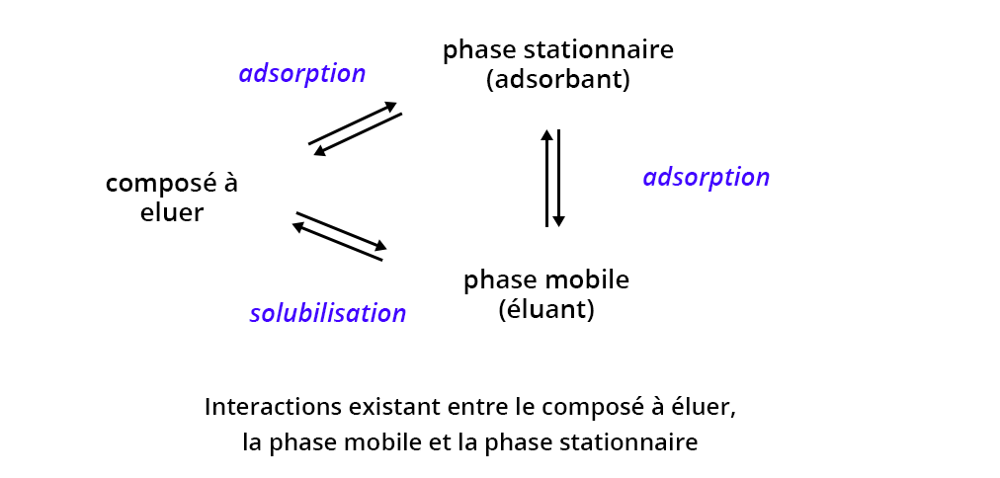 phase stationnaire
(adsorbant)
adsorption
composé à
eluer
adsorption
phase mobile
(éluant)
solubilisation
Interactions existant entre le composé à éluer,
la phase mobile et la phase stationnaire